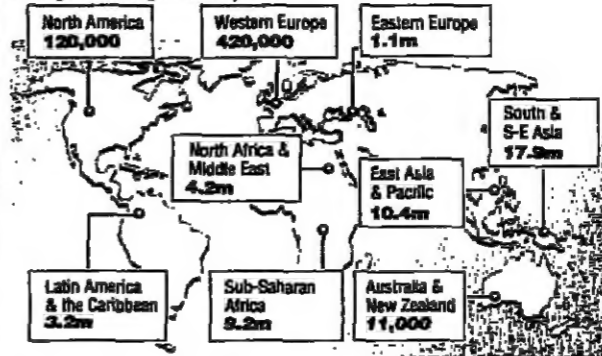 North America
120,000
Western Europe
420,000
Eastern Europe
1.1m
South &
S-E Asia
17.9m
North Africa &
Middle East
4.2m
East Asia
& Pacific
10.4m
Latin America
& the Caribbean
3.2m
Sub-Saharan
Africa
9.2m
Australia &
New Zealand
11,000